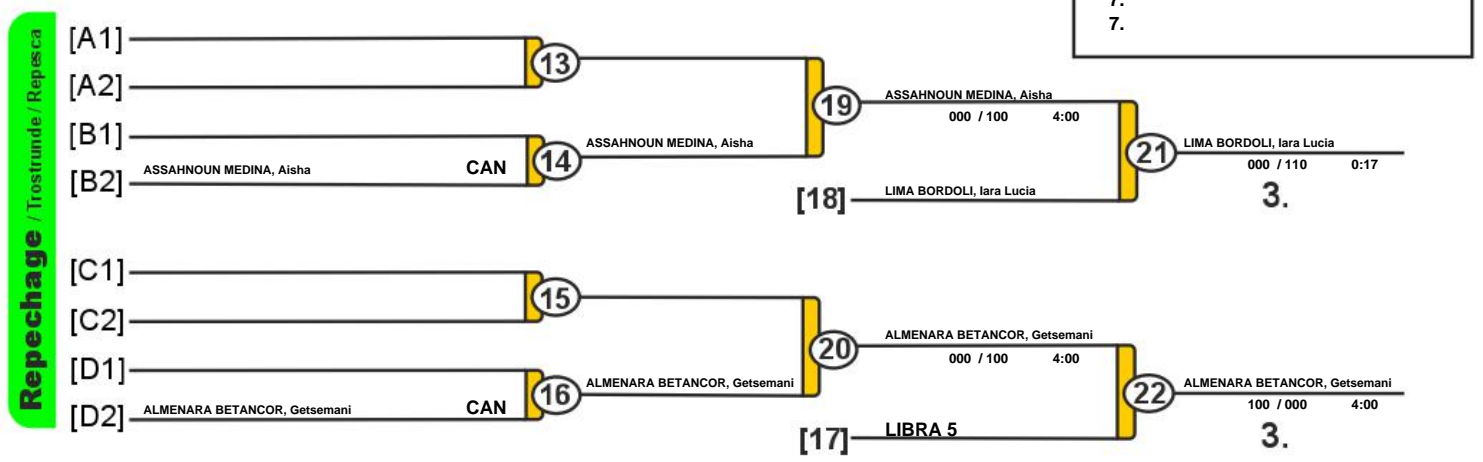 7.
7.
Repechage / Trostrunde / Repesca
[A1]
[A2]
13
[B1]
[B2] ASSAHNOUN MEDINA, Aisha CAN
14 ASSAHNOUN MEDINA, Aisha
19 ASSAHNOUN MEDINA, Aisha
000 / 100 4:00
[18] LIMA BORDOLI, Iara Lucia
21 LIMA BORDOLI, Iara Lucia
000 / 110 0:17
3.
[C1]
[C2]
15
[D1]
[D2] ALMENARA BETANCOR, Getsemani CAN
16 ALMENARA BETANCOR, Getsemani
20 ALMENARA BETANCOR, Getsemani
000 / 100 4:00
[17] LIBRA 5
22 ALMENARA BETANCOR, Getsemani
100 / 000 4:00
3.